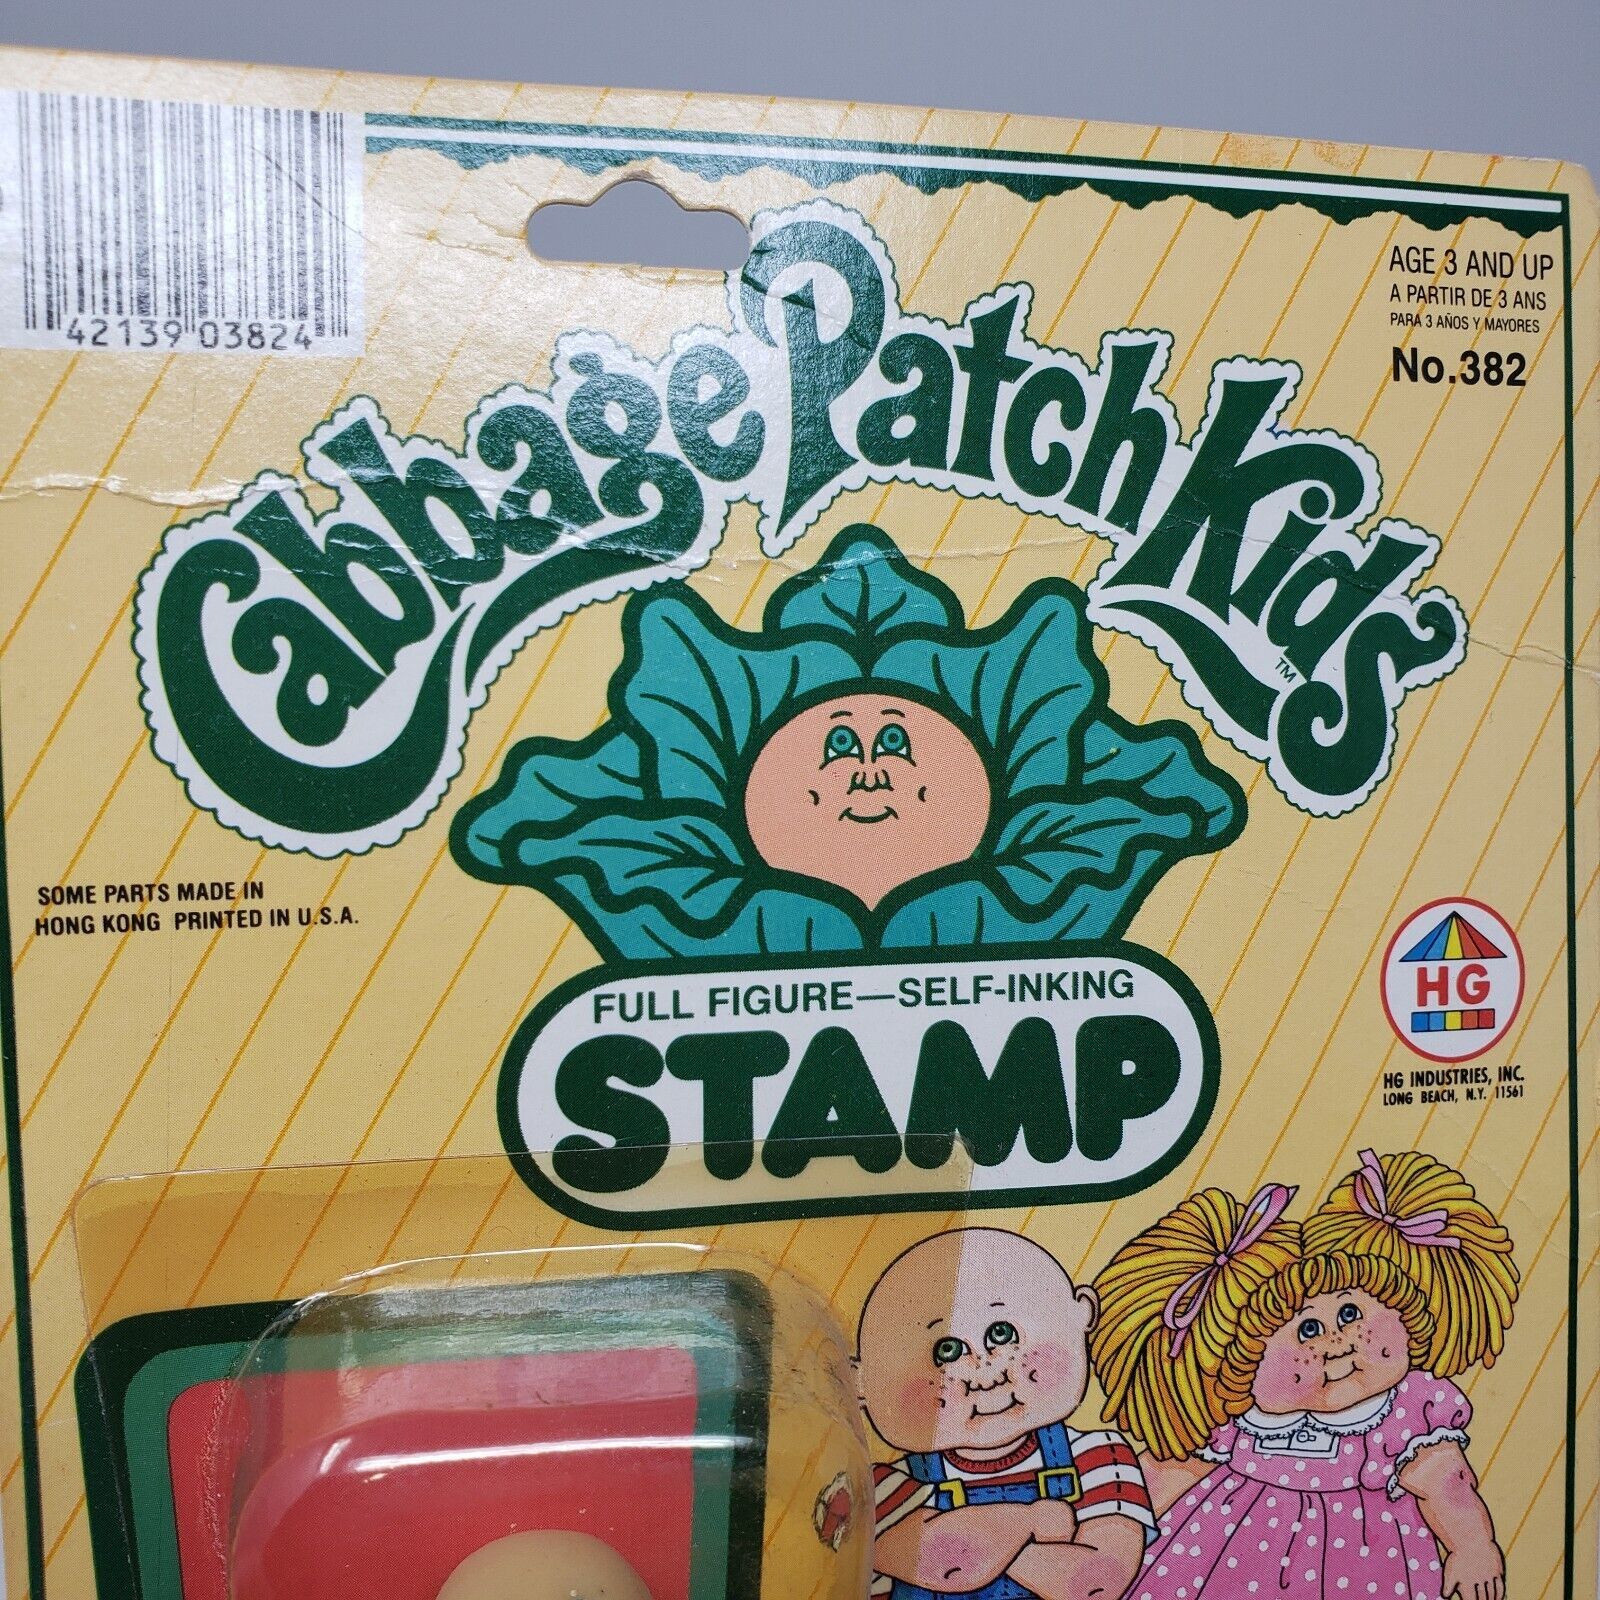 42139 03824
AGE 3 AND UP
A PARTIR DE 3 ANS
PARA 3 AÑOS Y MAYORES
No.382
Cabbage Patch Kids
TM
SOME PARTS MADE IN
HONG KONG PRINTED IN U.S.A.
FULL FIGURE—SELF-INKING
STAMP
HG
HG INDUSTRIES, INC.
LONG BEACH, N.Y. 11561